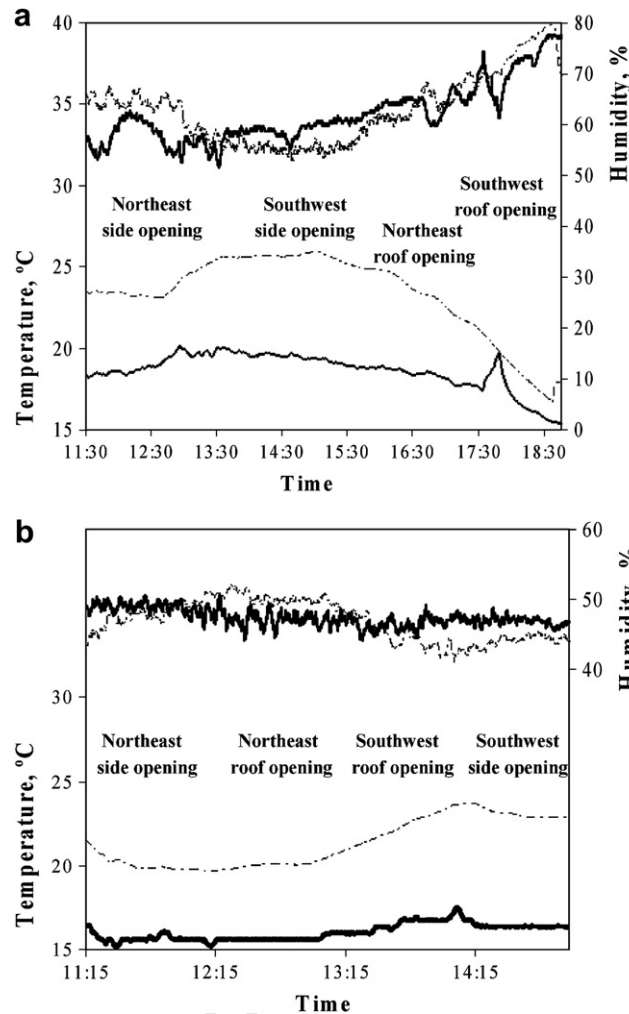 a
40
35
30
25
20
15
Temperature, ºC
80
70
60
50
40
30
20
10
0
Humidity, %
Northeast
side opening
Southwest
side opening
Northeast
roof opening
Southwest
roof opening
11:30 12:30 13:30 14:30 15:30 16:30 17:30 18:30
Time
b
30
25
20
15
Temperature, ºC
60
50
40
Humidity, %
Northeast
side opening
Northeast
roof opening
Southwest
roof opening
Southwest
side opening
11:15 12:15 13:15 14:15
Time